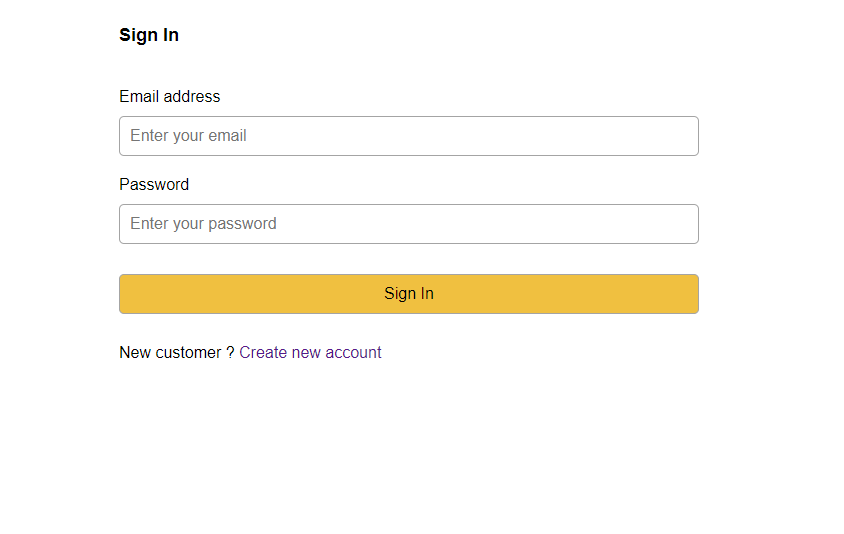 Sign In
Email address
Enter your email
Password
Enter your password
Sign In
New customer ? Create new account